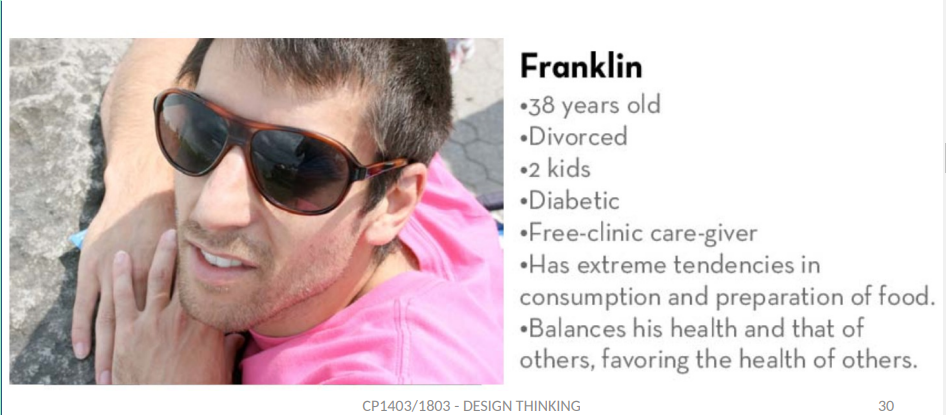 Franklin
•38 years old
•Divorced
•2 kids
•Diabetic
•Free-clinic care-giver
•Has extreme tendencies in
consumption and preparation of food.
•Balances his health and that of
others, favoring the health of others.
CP1403/1803 - DESIGN THINKING
30